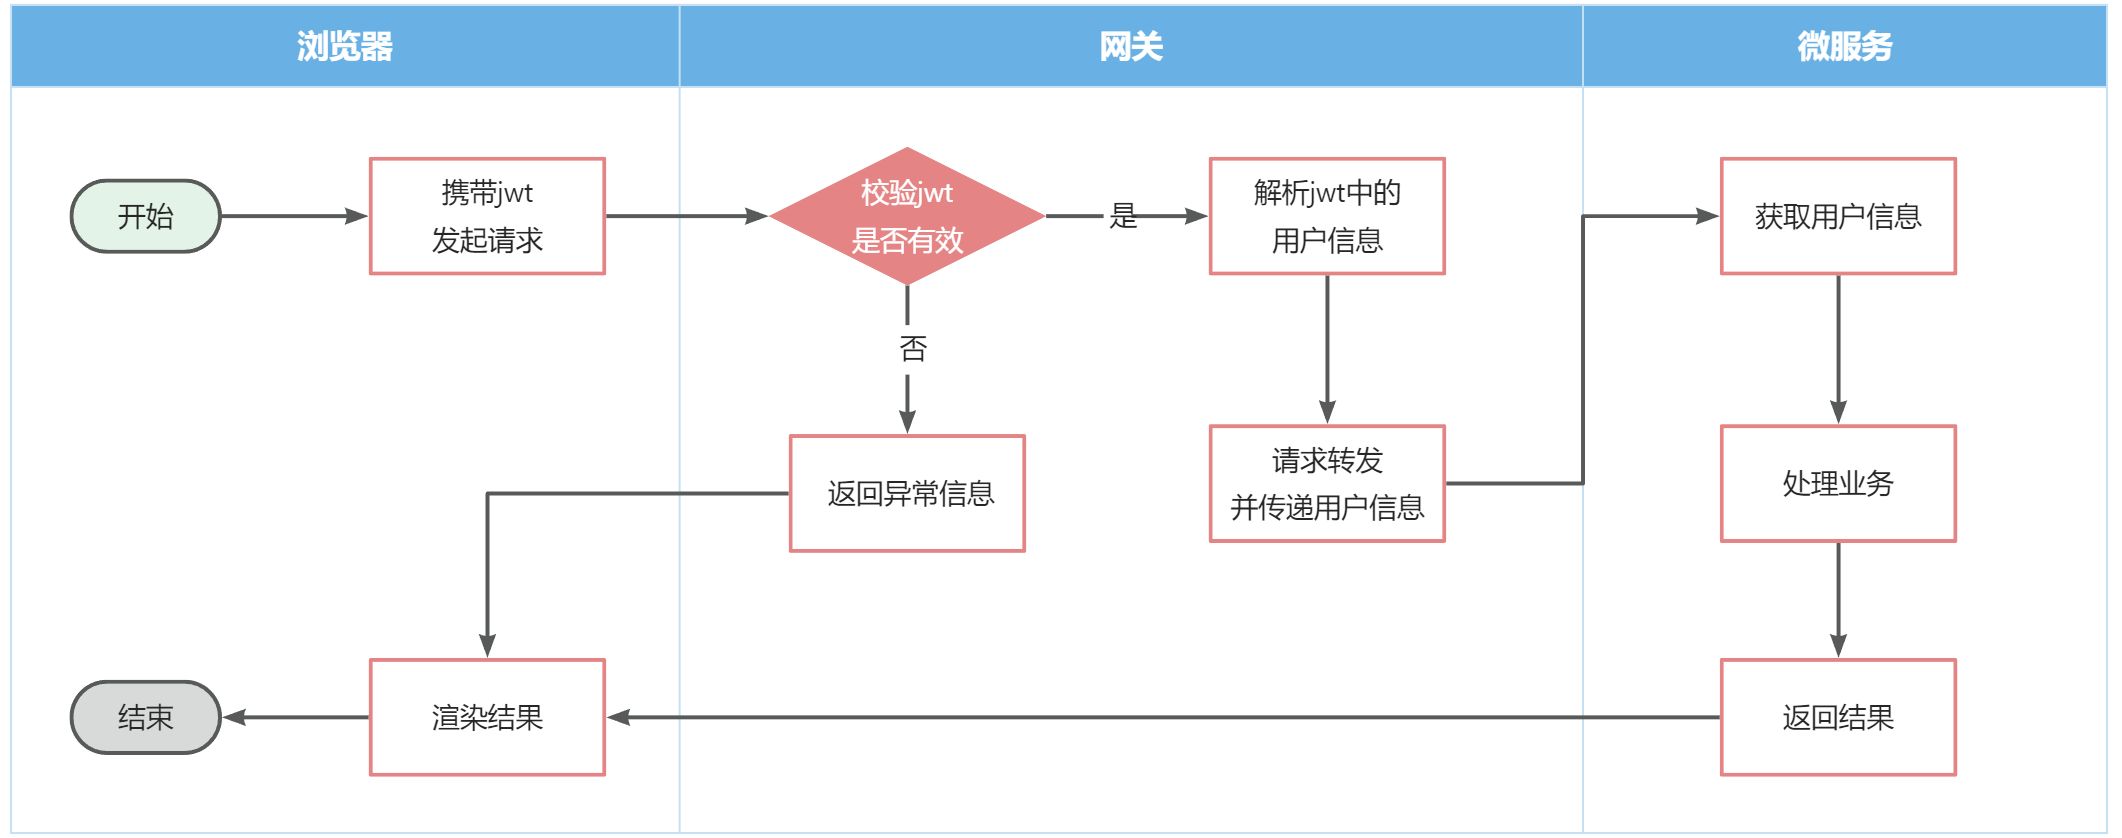 浏览器
网关
微服务
开始
携带jwt
发起请求
校验jwt
是否有效
是
解析jwt中的
用户信息
获取用户信息
否
返回异常信息
请求转发
并传递用户信息
处理业务
结束
渲染结果
返回结果